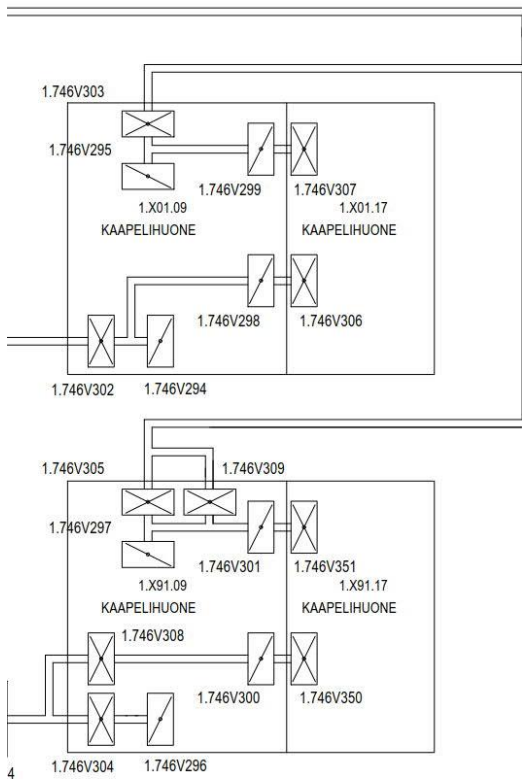 1.746V303
1.746V295
1.746V299
1.746V307
1.X01.09
1.X01.17
KAAPELIHUONE
KAAPELIHUONE
1.746V298
1.746V306
1.746V302
1.746V294
1.746V305
1.746V309
1.746V297
1.746V301
1.746V351
1.X91.09
1.X91.17
KAAPELIHUONE
KAAPELIHUONE
1.746V308
1.746V300
1.746V350
1.746V304
1.746V296
4